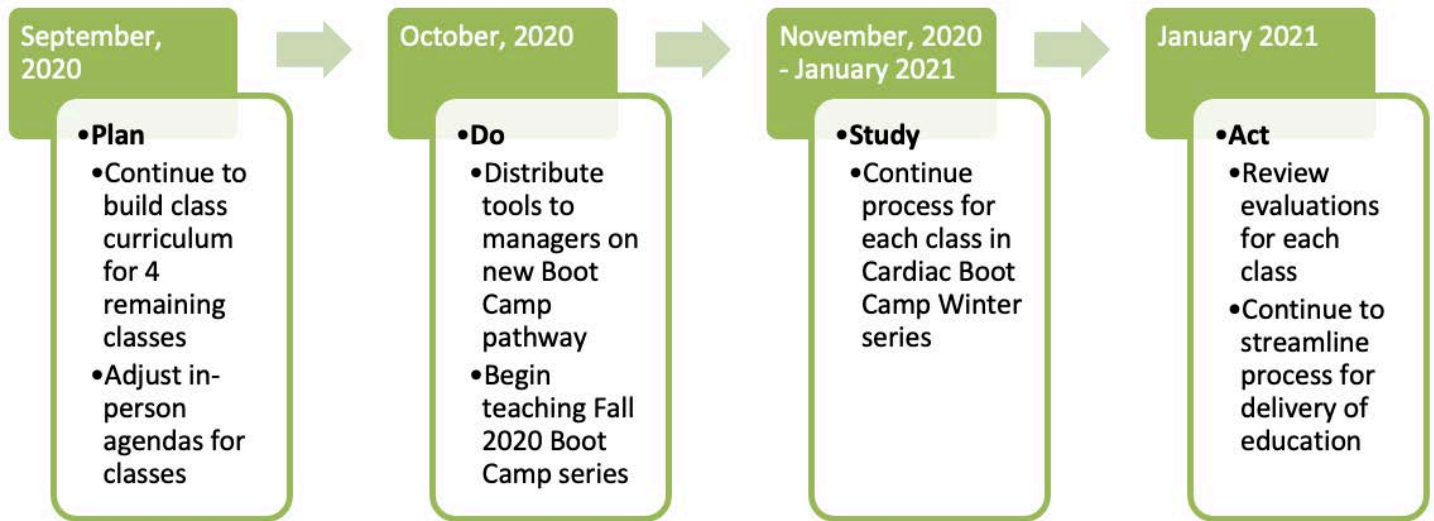 September,
2020
•Plan
•Continue to
build class
curriculum
for 4
remaining
classes
•Adjust in-
person
agendas for
classes
October, 2020
•Do
•Distribute
tools to
managers on
new Boot
Camp
pathway
•Begin
teaching Fall
2020 Boot
Camp series
November, 2020
- January 2021
•Study
•Continue
process for
each class in
Cardiac Boot
Camp Winter
series
January 2021
•Act
•Review
evaluations
for each
class
•Continue to
streamline
process for
delivery of
education